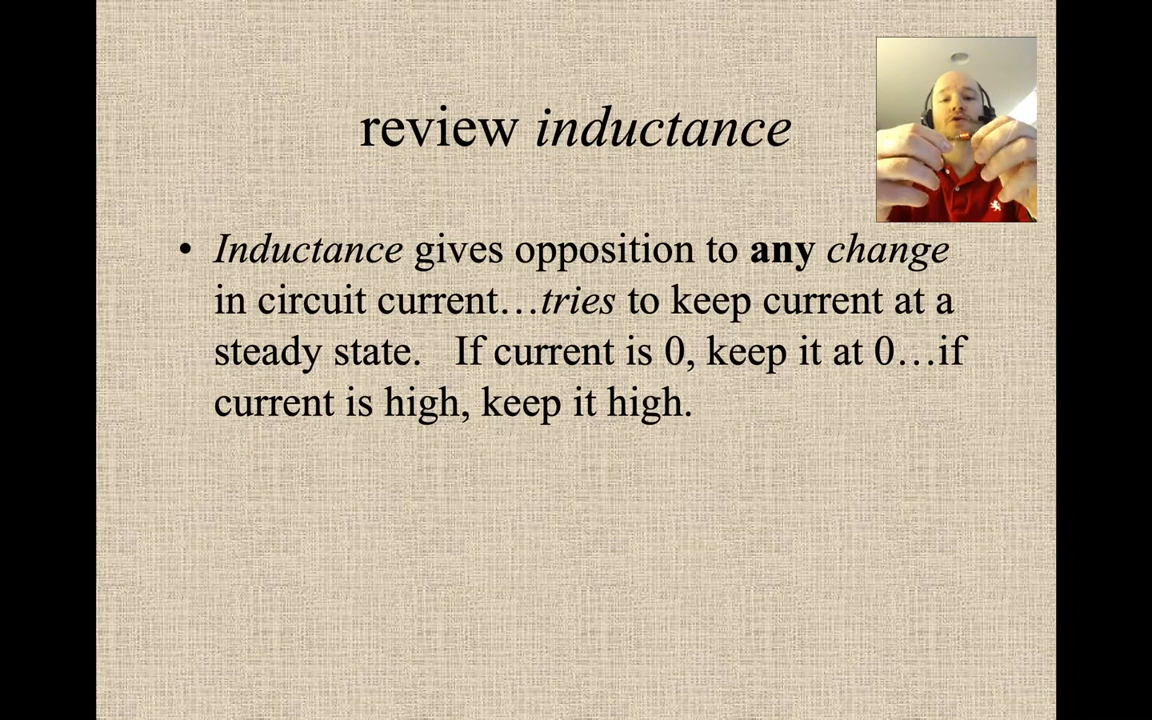 review inductance
• Inductance gives opposition to any change
in circuit current…tries to keep current at a
steady state.   If current is 0, keep it at 0…if
current is high, keep it high.